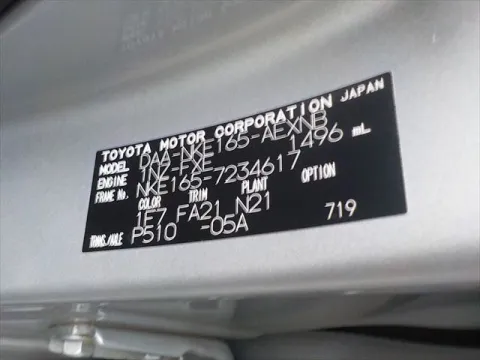 TOYOTA MOTOR CORPORATION JAPAN
MODEL DAA-NKE165-AEXNB
ENGINE 1NZ-FXE 1496 mL
FRAME No. NKE165-7234617
COLOR TRIM PLANT OPTION
1F7 FA21 N21
TRANS./AXLE P510 -05A 719